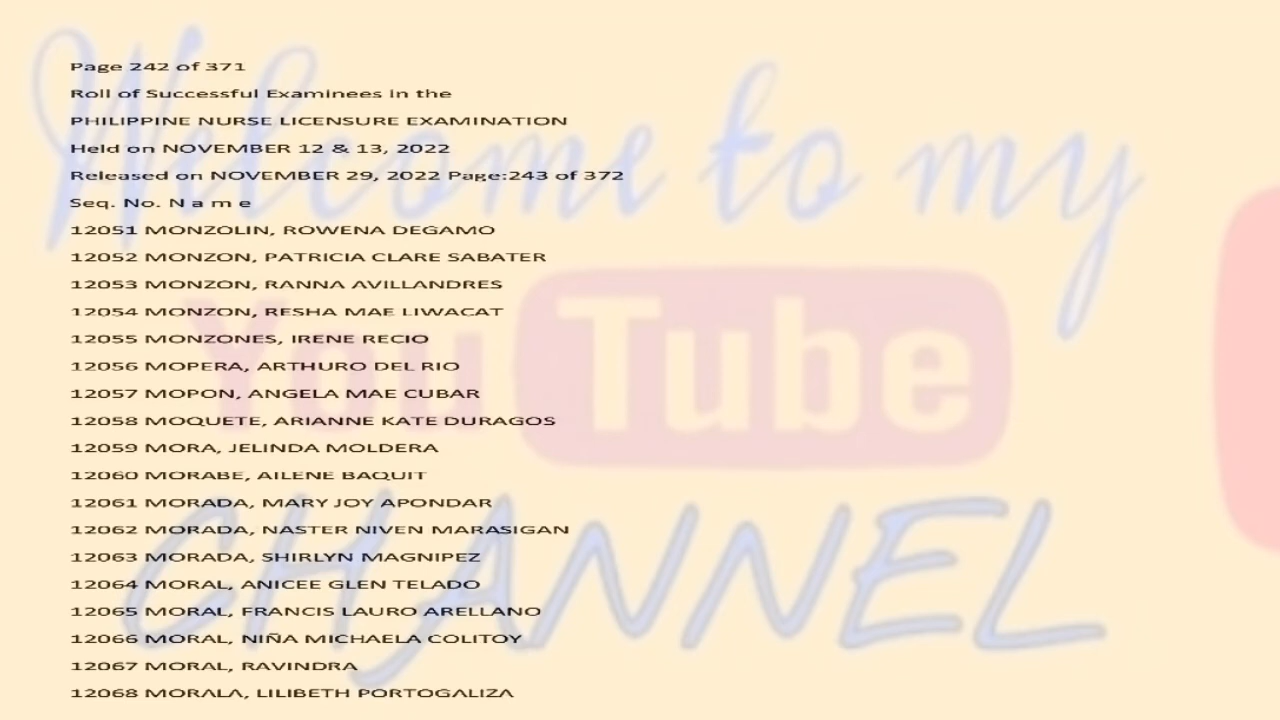 Welcome to my
YouTube
CHANNEL
Page 242 of 371
Roll of Successful Examinees in the
PHILIPPINE NURSE LICENSURE EXAMINATION
Held on NOVEMBER 12 & 13, 2022
Released on NOVEMBER 29, 2022 Page:243 of 372
Seq. No. N a m e
12051 MONZOLIN, ROWENA DEGAMO
12052 MONZON, PATRICIA CLARE SABATER
12053 MONZON, RANNA AVILLANDRES
12054 MONZON, RESHA MAE LIWACAT
12055 MONZONES, IRENE RECIO
12056 MOPERA, ARTHURO DEL RIO
12057 MOPON, ANGELA MAE CUBAR
12058 MOQUETE, ARIANNE KATE DURAGOS
12059 MORA, JELINDA MOLDERA
12060 MORABE, AILENE BAQUIT
12061 MORADA, MARY JOY APONDAR
12062 MORADA, NASTER NIVEN MARASIGAN
12063 MORADA, SHIRLYN MAGNIPEZ
12064 MORAL, ANICEE GLEN TELADO
12065 MORAL, FRANCIS LAURO ARELLANO
12066 MORAL, NIÑA MICHAELA COLITOY
12067 MORAL, RAVINDRA
12068 MORALA, LILIBETH PORTOGALIZA